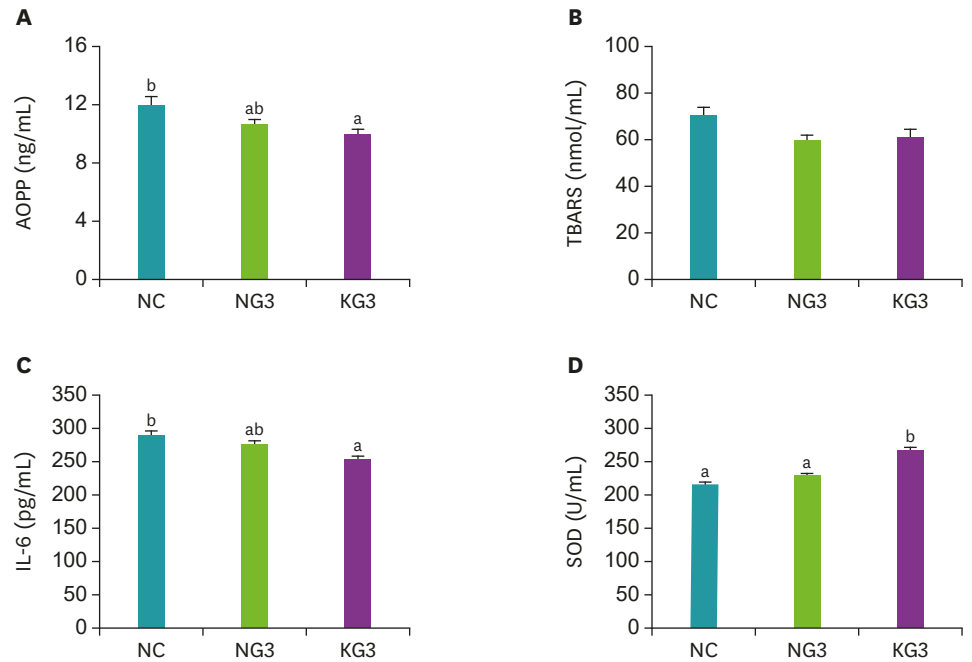 A
AOPP (ng/mL)
16
12
8
4
0
b
ab
a
NC NG3 KG3
B
TBARS (nmol/mL)
100
80
60
40
20
0
NC NG3 KG3
C
IL-6 (pg/mL)
350
300
250
200
150
100
50
0
b
ab
a
NC NG3 KG3
D
SOD (U/mL)
350
300
250
200
150
100
50
0
a
a
b
NC NG3 KG3